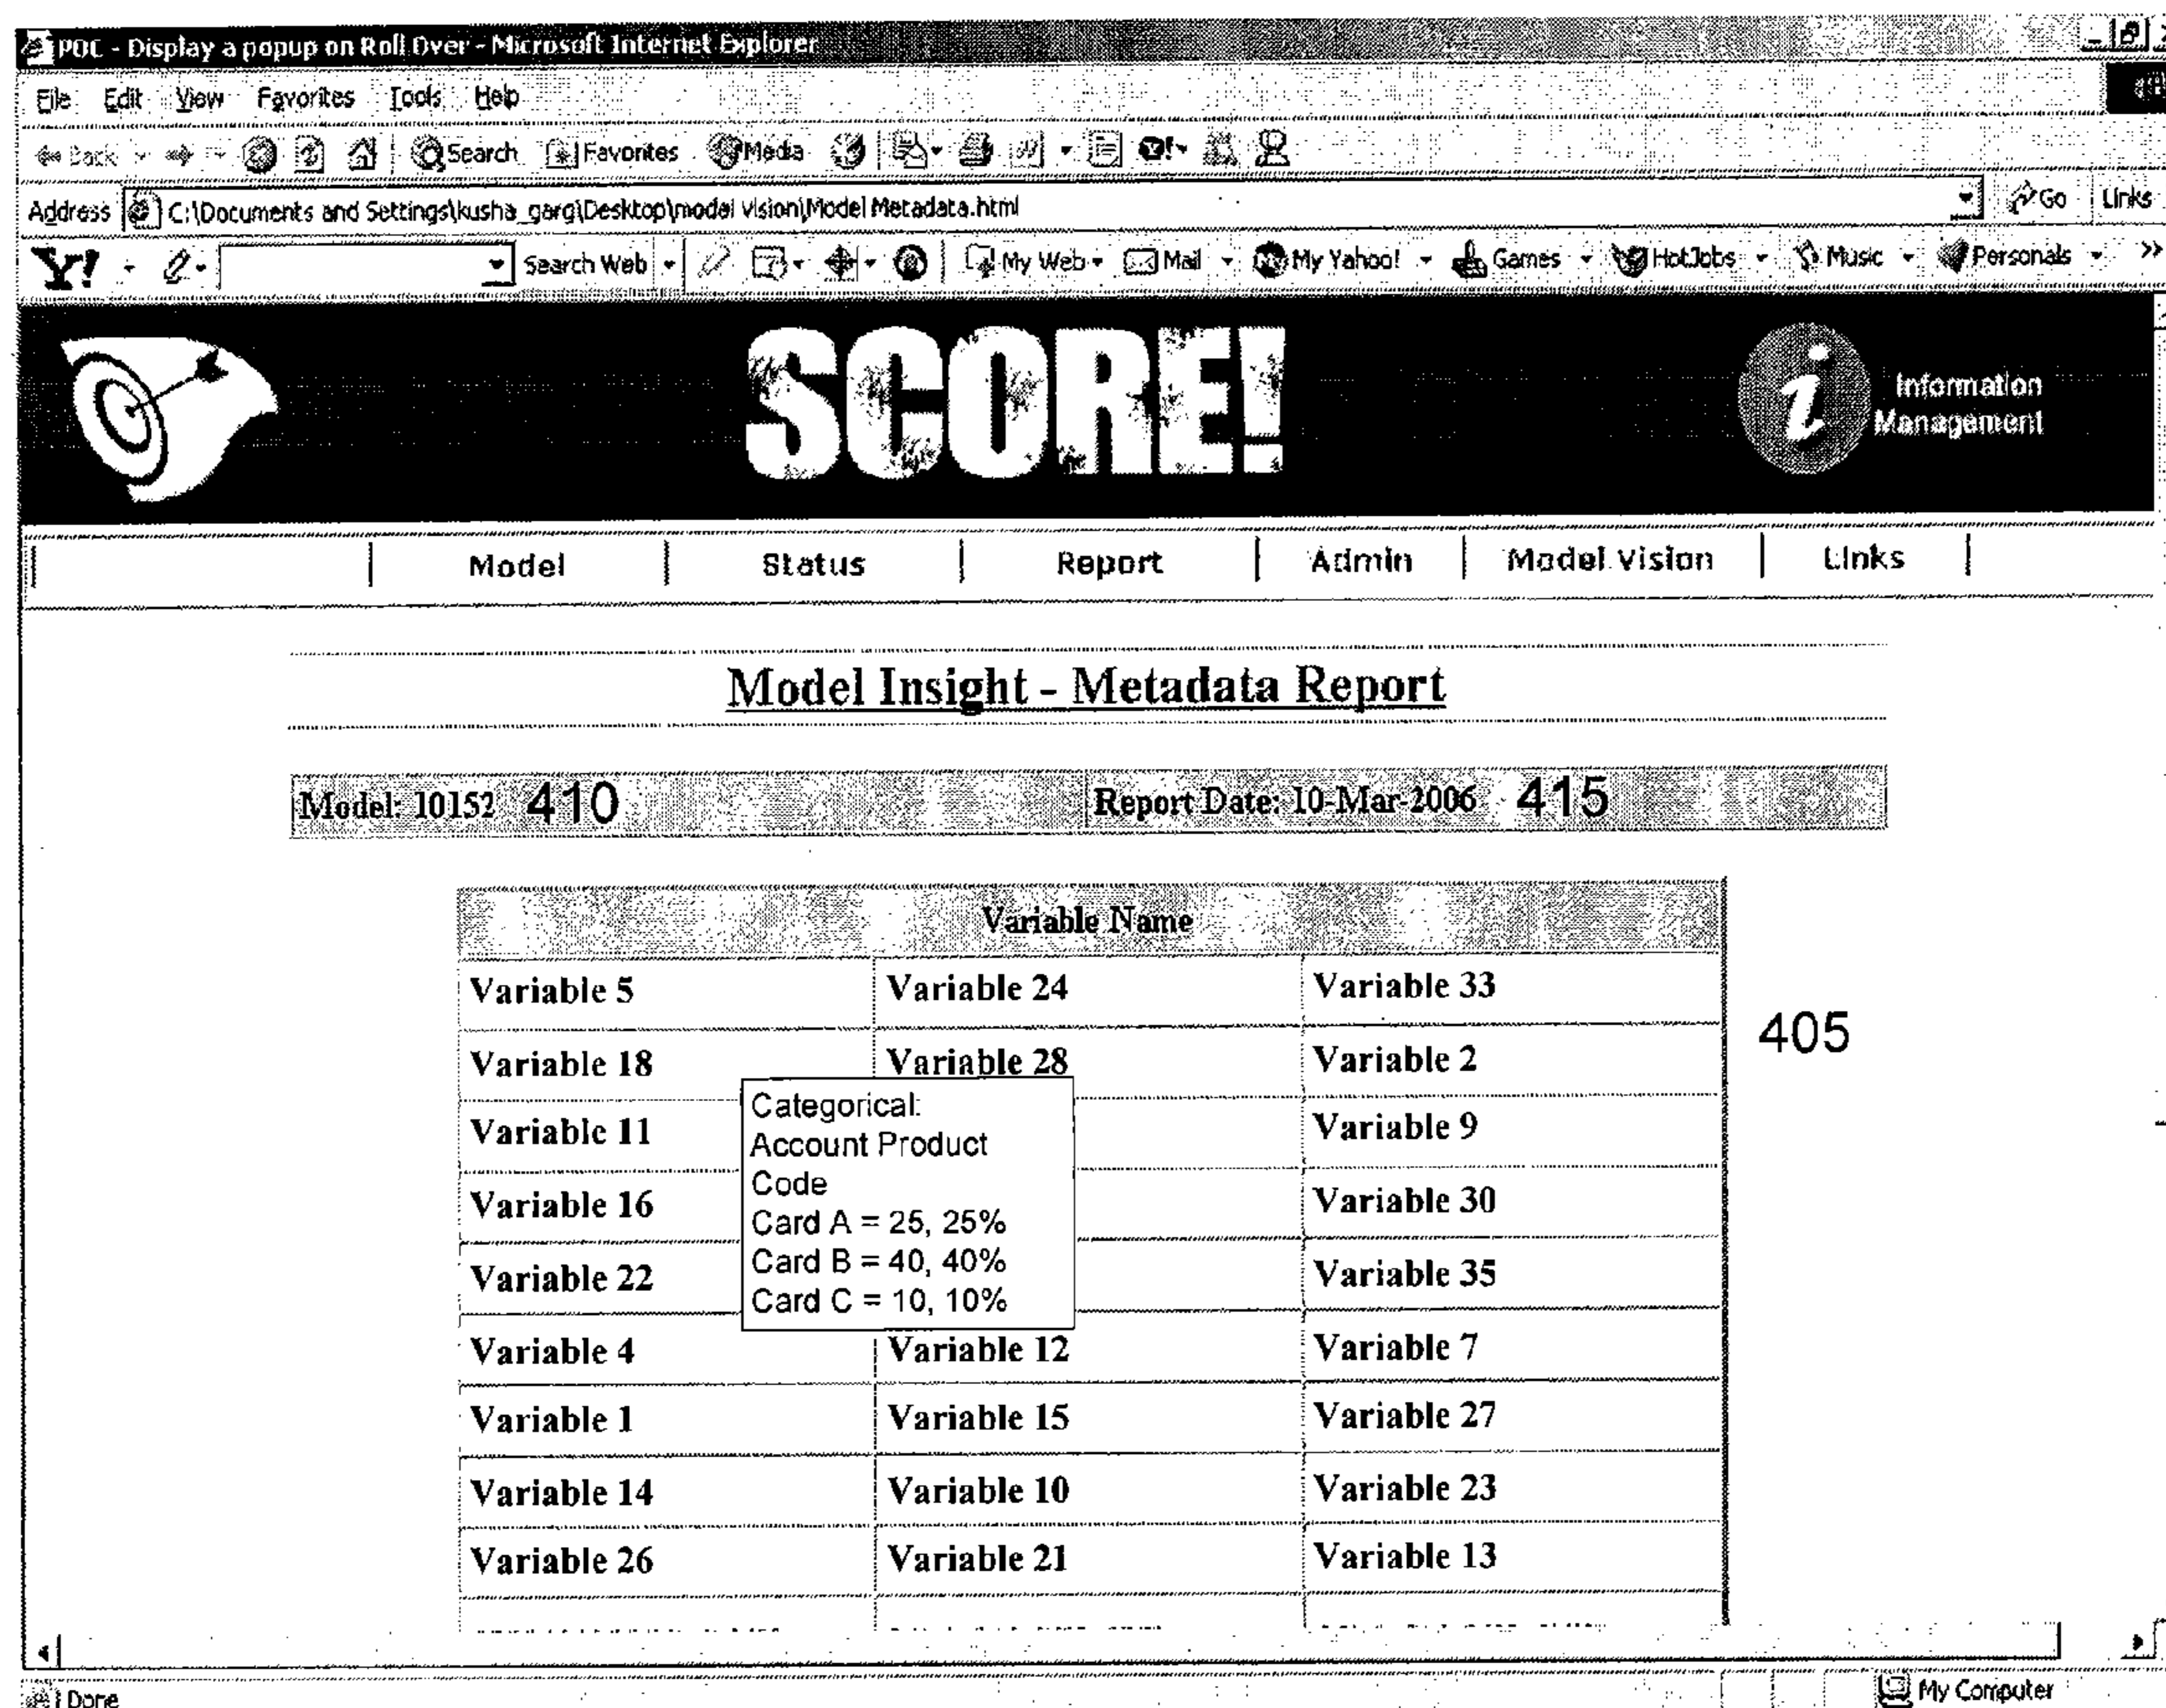 POC - Display a popup on Roll Over - Microsoft Internet Explorer
File Edit View Favorites Tools Help
Back Search Favorites Media
Address C:\Documents and Settings\kusha_garg\Desktop\model vision\Model Metadata.html Go Links
Y! Search Web My Web Mail My Yahoo! Games HotJobs Music Personals »
SCORE!
i Information
Management
Model Status Report Admin Model Vision Links
Model Insight - Metadata Report
Model: 10152 410 Report Date: 10-Mar-2006 415
Variable Name
Variable 5 Variable 24 Variable 33
405
Variable 18 Variable 28 Variable 2
Variable 11 Variable 9
Variable 16 Variable 30
Variable 22 Variable 35
Categorical:
Account Product
Code
Card A = 25, 25%
Card B = 40, 40%
Card C = 10, 10%
Variable 4 Variable 12 Variable 7
Variable 1 Variable 15 Variable 27
Variable 14 Variable 10 Variable 23
Variable 26 Variable 21 Variable 13
Done My Computer